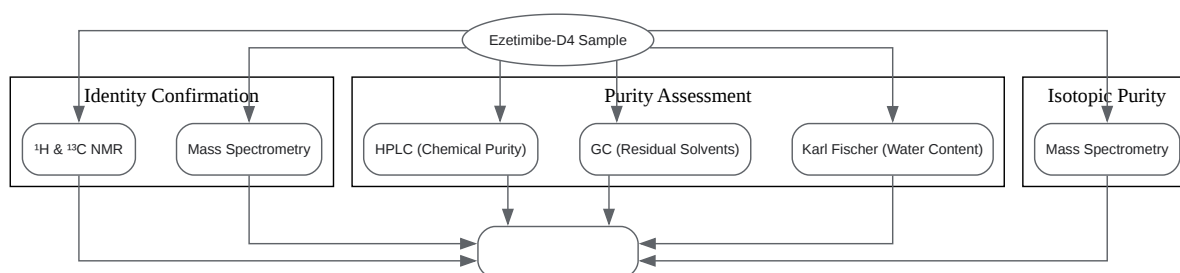 Ezetimibe-D4 Sample
Identity Confirmation
Purity Assessment
Isotopic Purity
¹H & ¹³C NMR
Mass Spectrometry
HPLC (Chemical Purity)
GC (Residual Solvents)
Karl Fischer (Water Content)
Mass Spectrometry